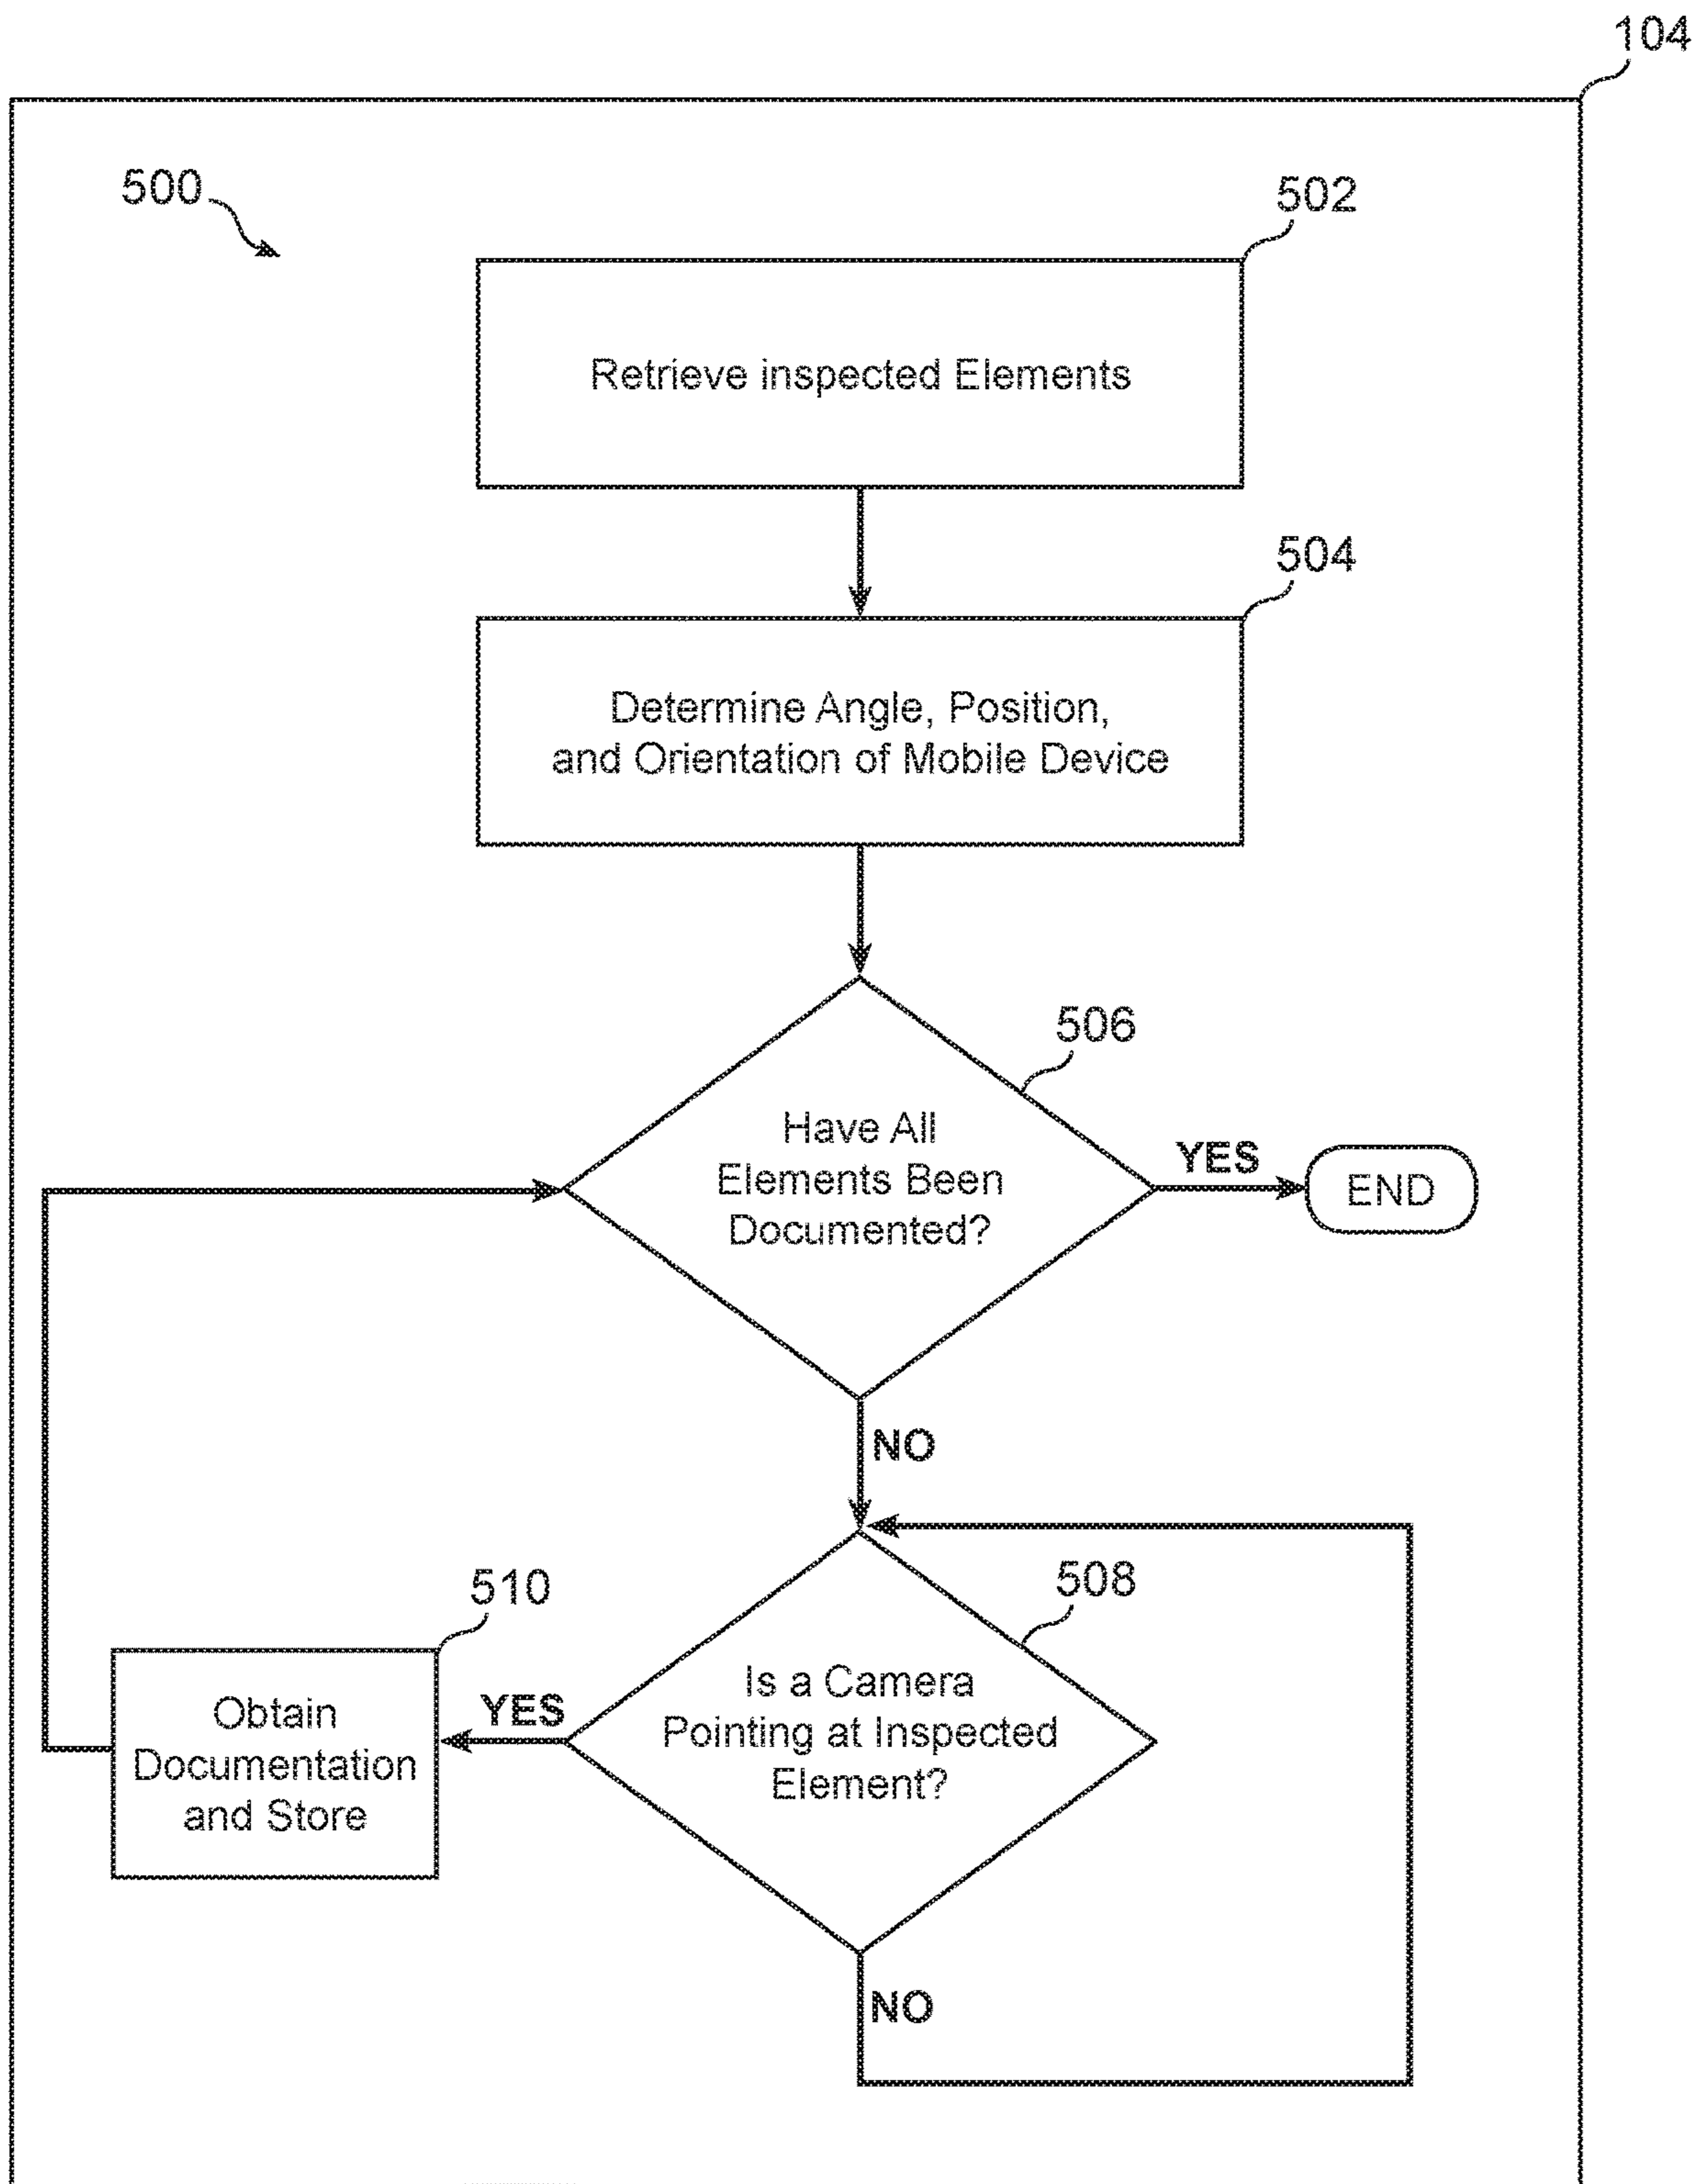 104
500
502
Retrieve inspected Elements
504
Determine Angle, Position,
and Orientation of Mobile Device
506
Have All
Elements Been
Documented?
YES
END
NO
510
508
Obtain
Documentation
and Store
YES
Is a Camera
Pointing at Inspected
Element?
NO